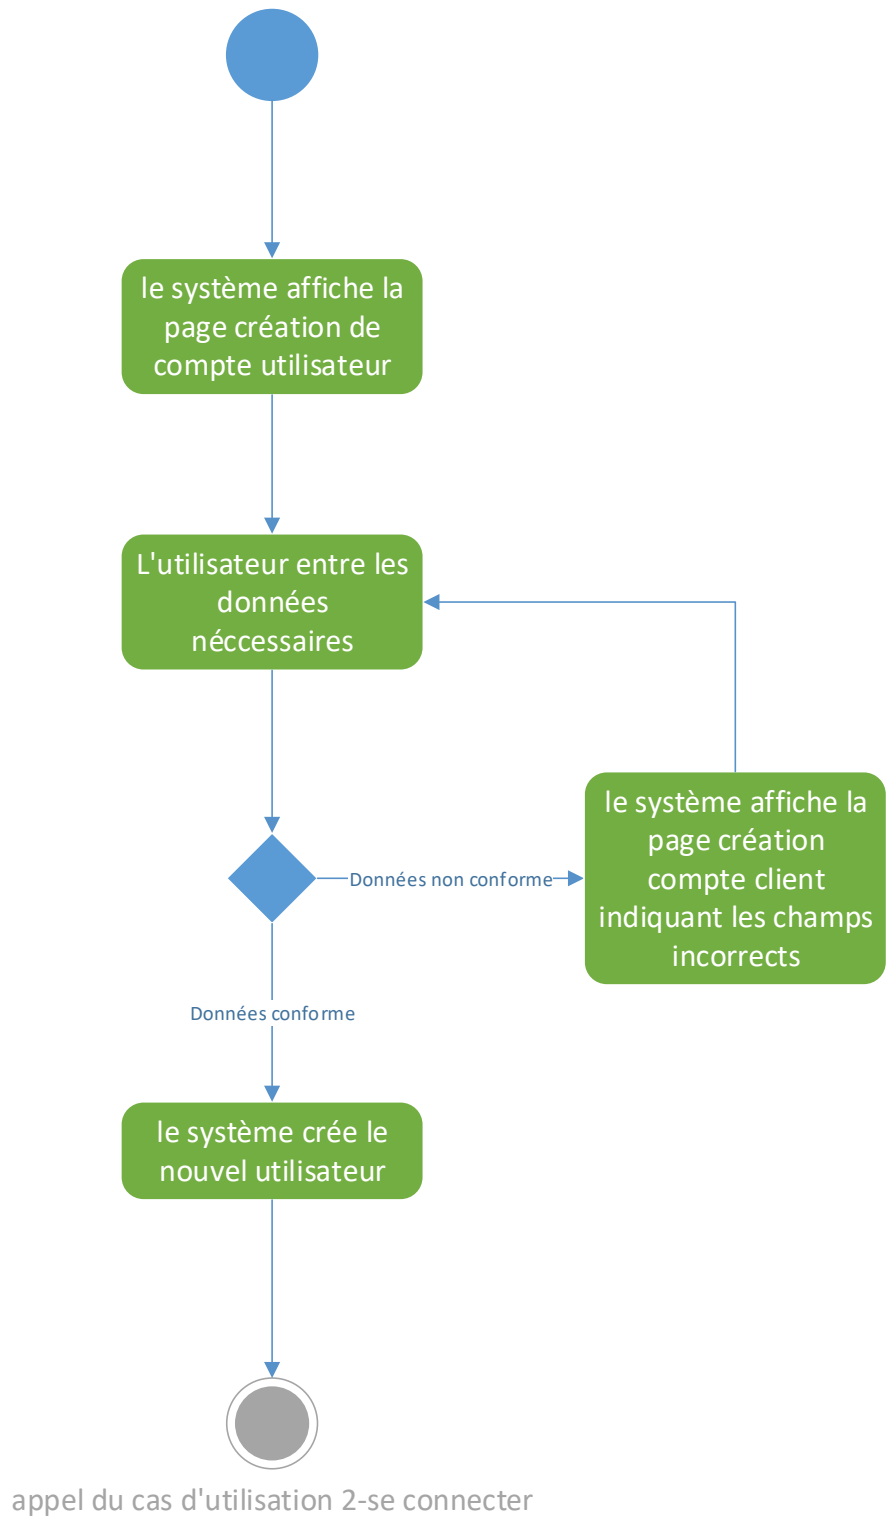 le système affiche la
page création de
compte utilisateur
L'utilisateur entre les
données
néccessaires
le système affiche la
page création
compte client
indiquant les champs
incorrects
Données non conforme
Données conforme
le système crée le
nouvel utilisateur
appel du cas d'utilisation 2-se connecter